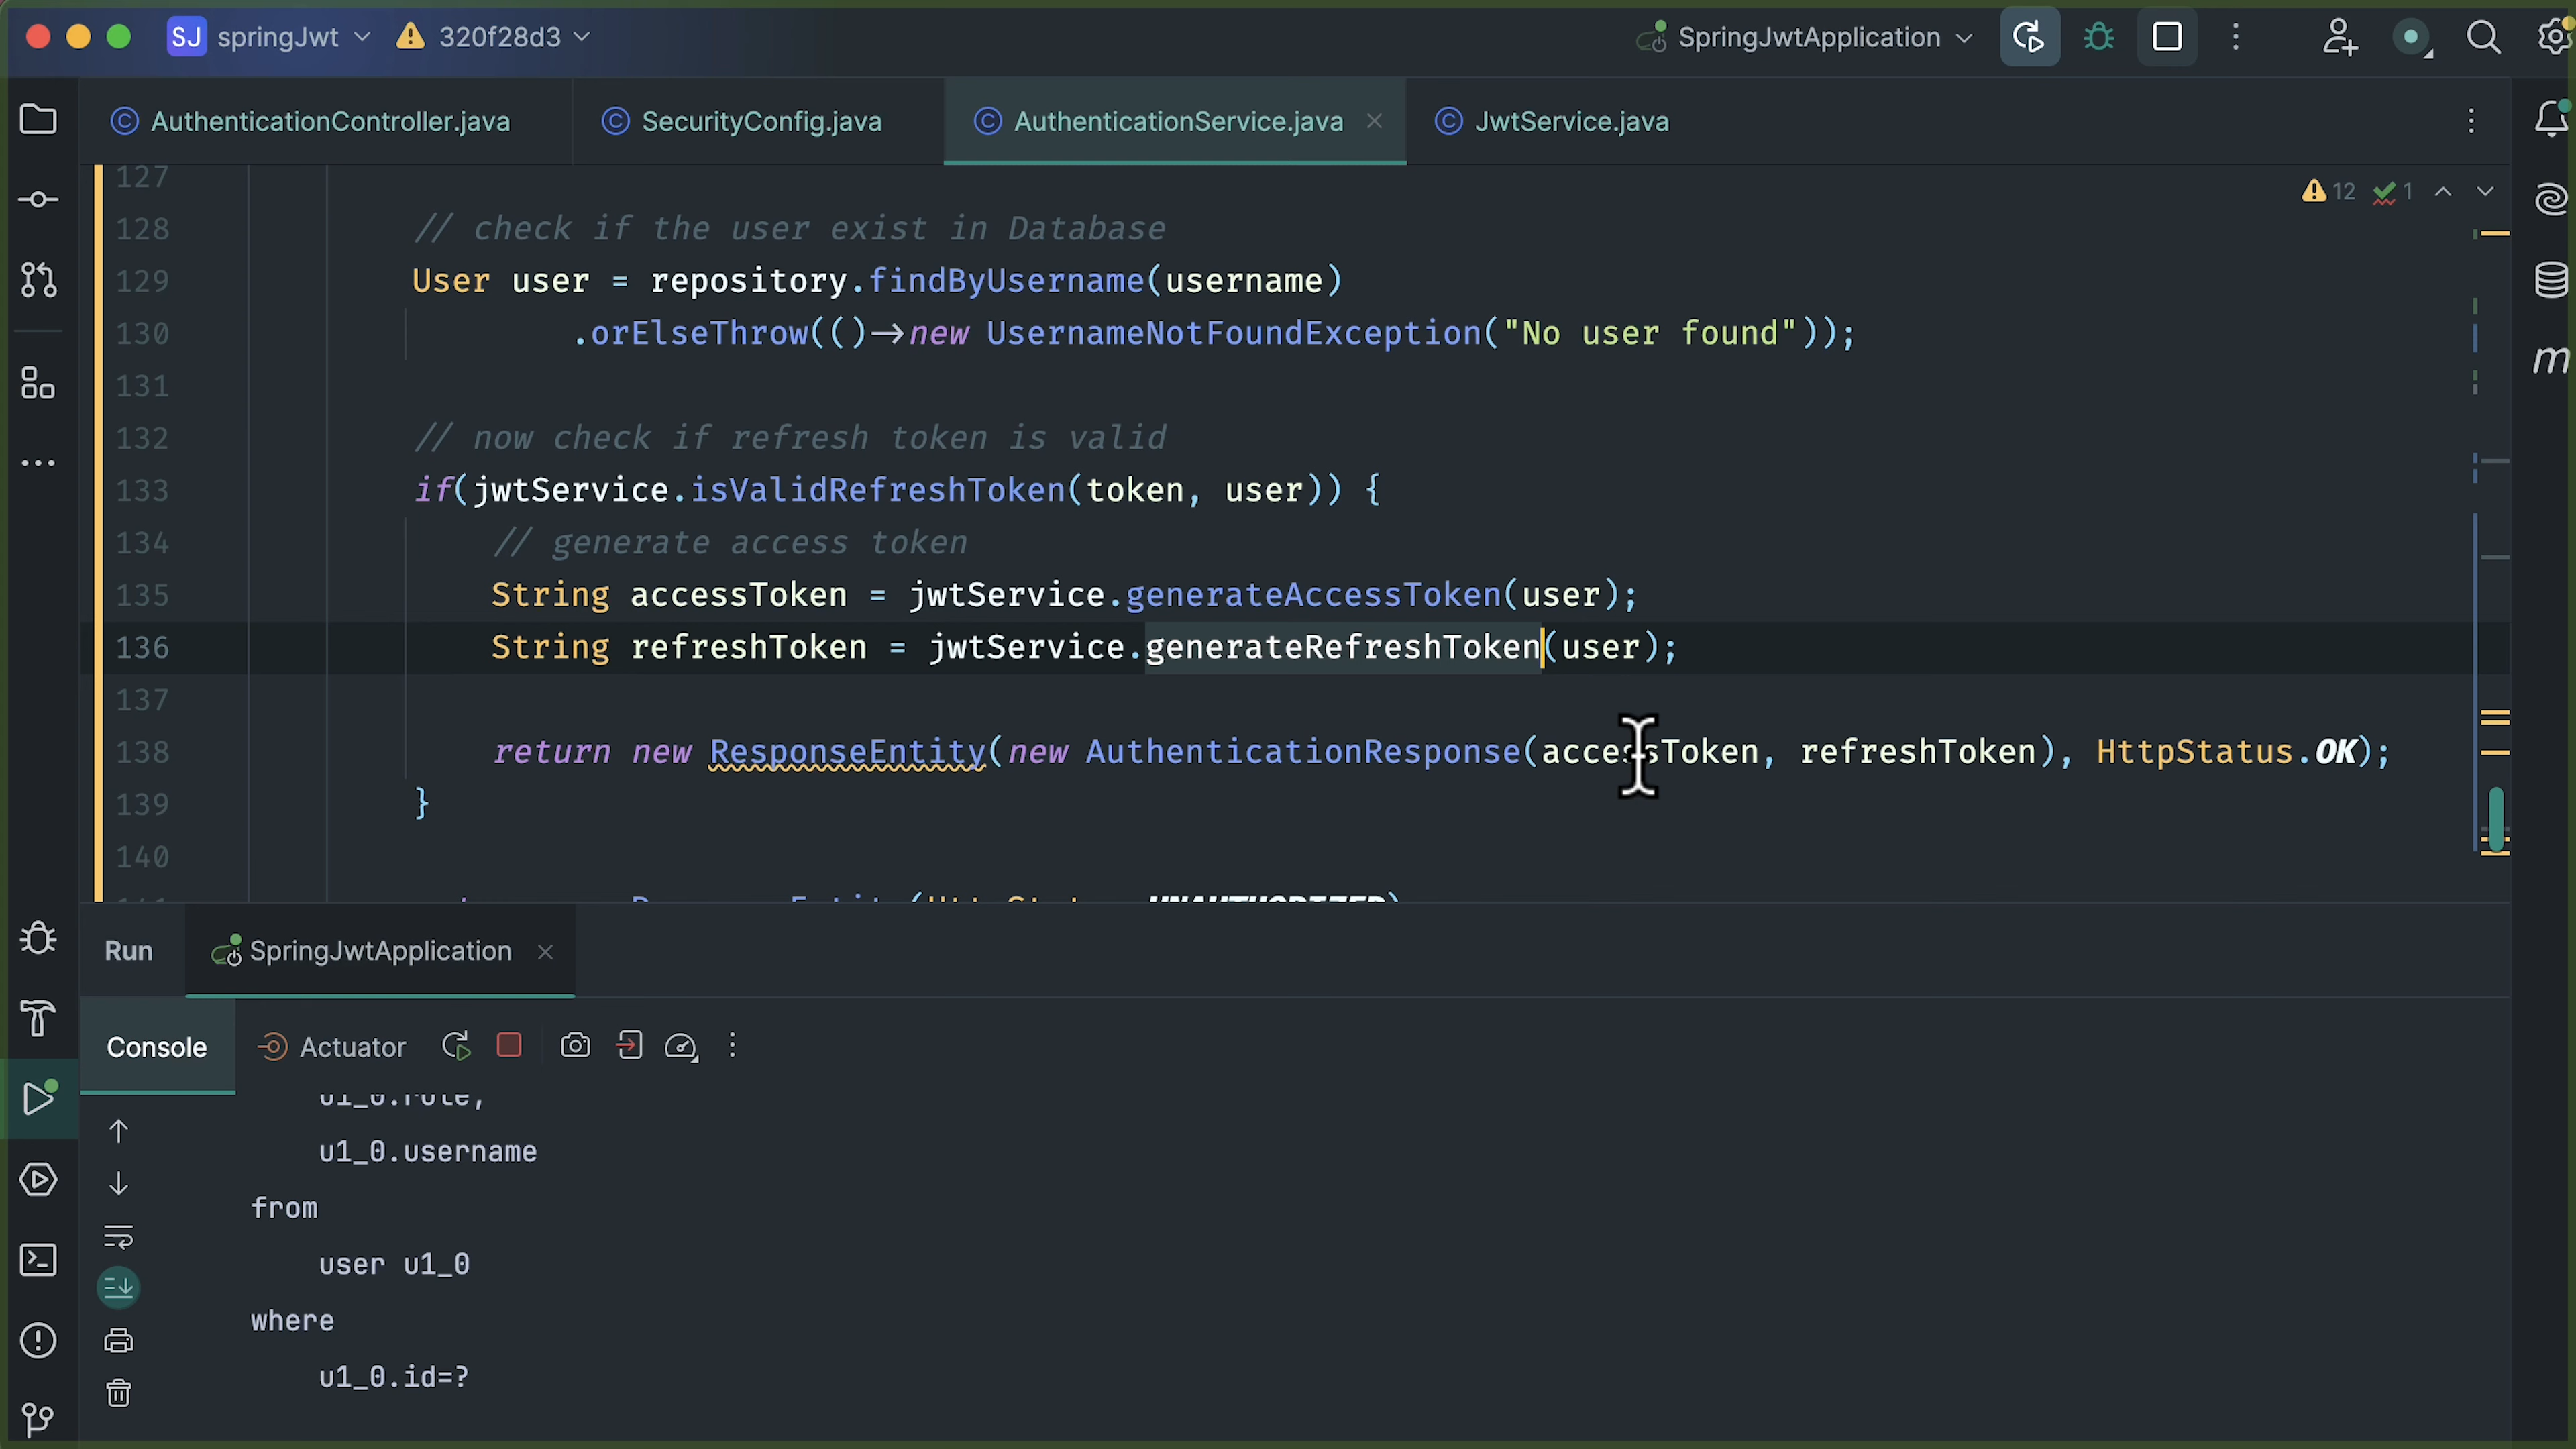 SJ springJwt 320f28d3 SpringJwtApplication
AuthenticationController.java SecurityConfig.java AuthenticationService.java JwtService.java
127
12 1
128 // check if the user exist in Database
129 User user = repository.findByUsername(username)
130 .orElseThrow(()->new UsernameNotFoundException("No user found"));
131
132 // now check if refresh token is valid
133 if(jwtService.isValidRefreshToken(token, user)) {
134 // generate access token
135 String accessToken = jwtService.generateAccessToken(user);
136 String refreshToken = jwtService.generateRefreshToken(user);
137
138 return new ResponseEntity(new AuthenticationResponse(accessToken, refreshToken), HttpStatus.OK);
139 }
140
Run SpringJwtApplication
Console Actuator
u1_0.role,
u1_0.username
from
user u1_0
where
u1_0.id=?